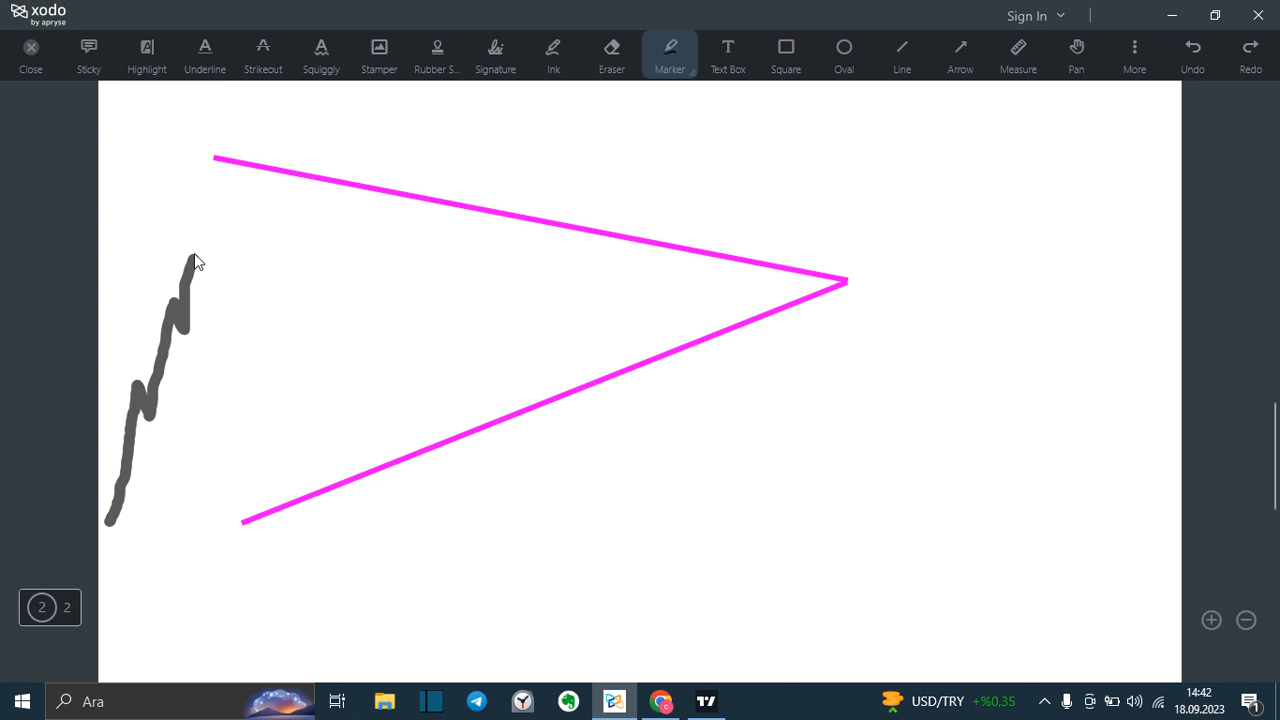 xodo
by apryse
Sign In
Close
Sticky
Highlight
Underline
Strikeout
Squiggly
Stamper
Rubber S...
Signature
Ink
Eraser
Marker
Text Box
Square
Oval
Line
Arrow
Measure
Pan
More
Undo
Redo
2 2
Ara
USD/TRY +%0,35
14:42
18.09.2023
1